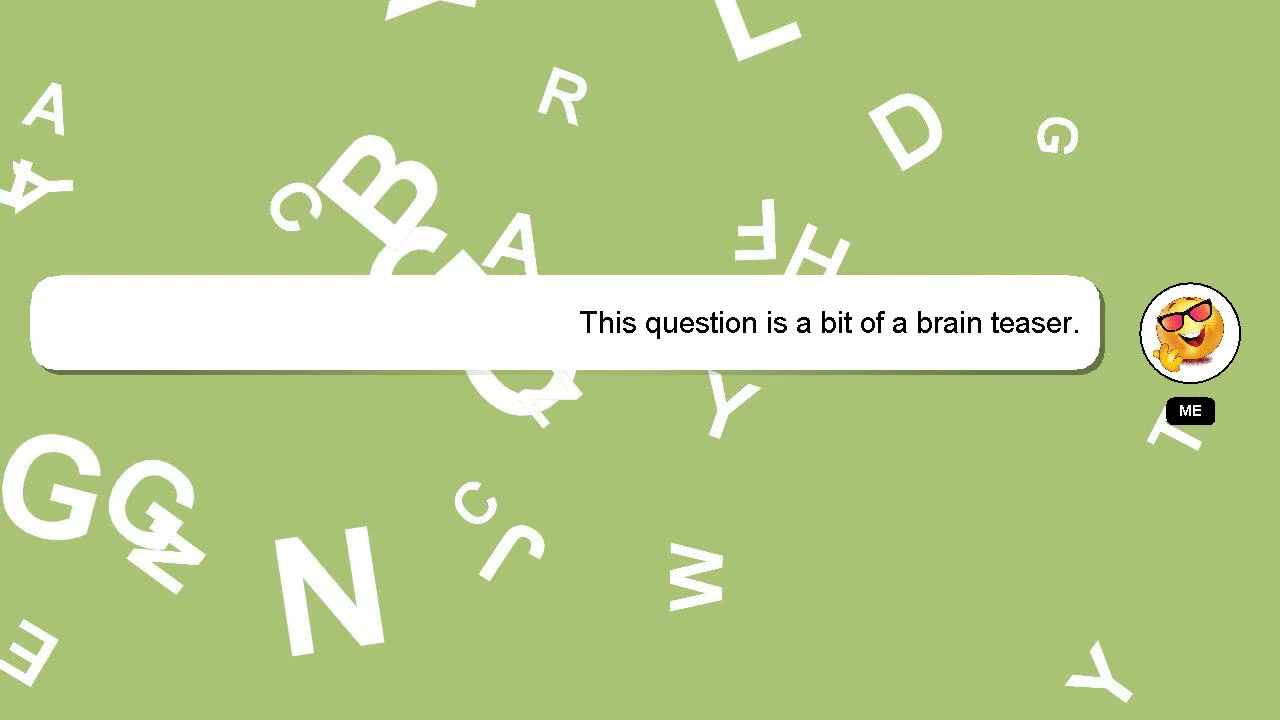 L
R
A
D
G
B
A
Y
C
A
F
H
This question is a bit of a brain teaser.
ME
Y
T
G
G
C
N
J
N
W
E
Y